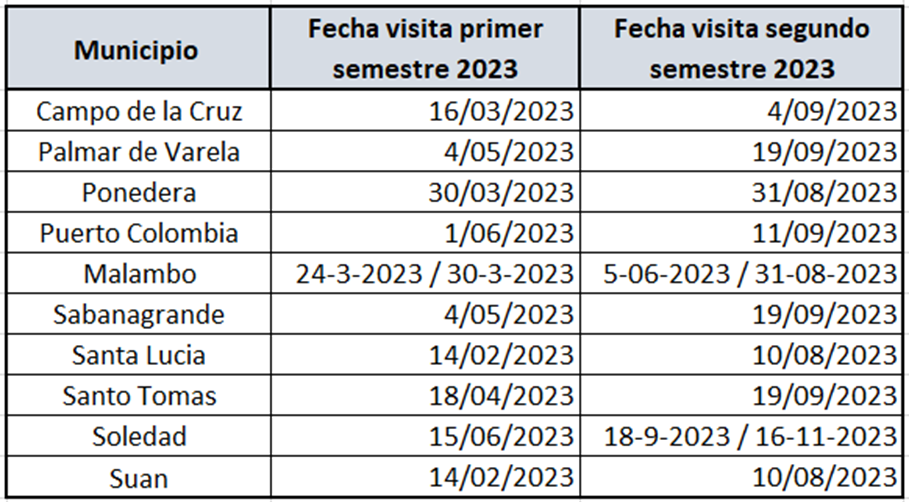 Municipio Fecha visita primer semestre 2023 Fecha visita segundo semestre 2023
Campo de la Cruz 16/03/2023 4/09/2023
Palmar de Varela 4/05/2023 19/09/2023
Ponedera 30/03/2023 31/08/2023
Puerto Colombia 1/06/2023 11/09/2023
Malambo 24-3-2023 / 30-3-2023 5-06-2023 / 31-08-2023
Sabanagrande 4/05/2023 19/09/2023
Santa Lucia 14/02/2023 10/08/2023
Santo Tomas 18/04/2023 19/09/2023
Soledad 15/06/2023 18-9-2023 / 16-11-2023
Suan 14/02/2023 10/08/2023